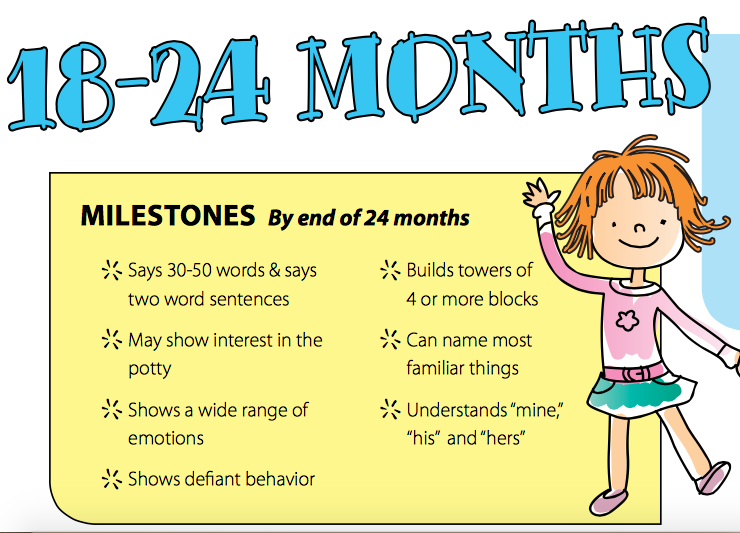 18-24 MONTHS
MILESTONES By end of 24 months
Says 30-50 words & says
two word sentences
May show interest in the
potty
Shows a wide range of
emotions
Shows defiant behavior
Builds towers of
4 or more blocks
Can name most
familiar things
Understands “mine,”
“his” and “hers”